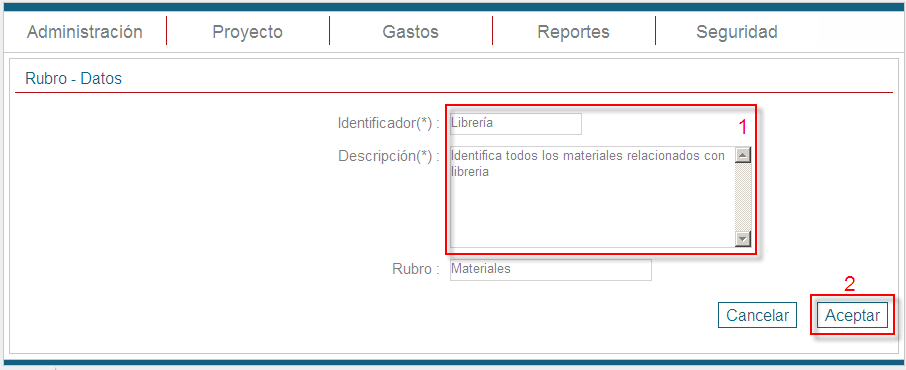 Administración Proyecto Gastos Reportes Seguridad
Rubro - Datos
Identificador(*) : Librería 1
Descripción(*) : Identifica todos los materiales relacionados con
libreria
Rubro : Materiales
2
Cancelar Aceptar